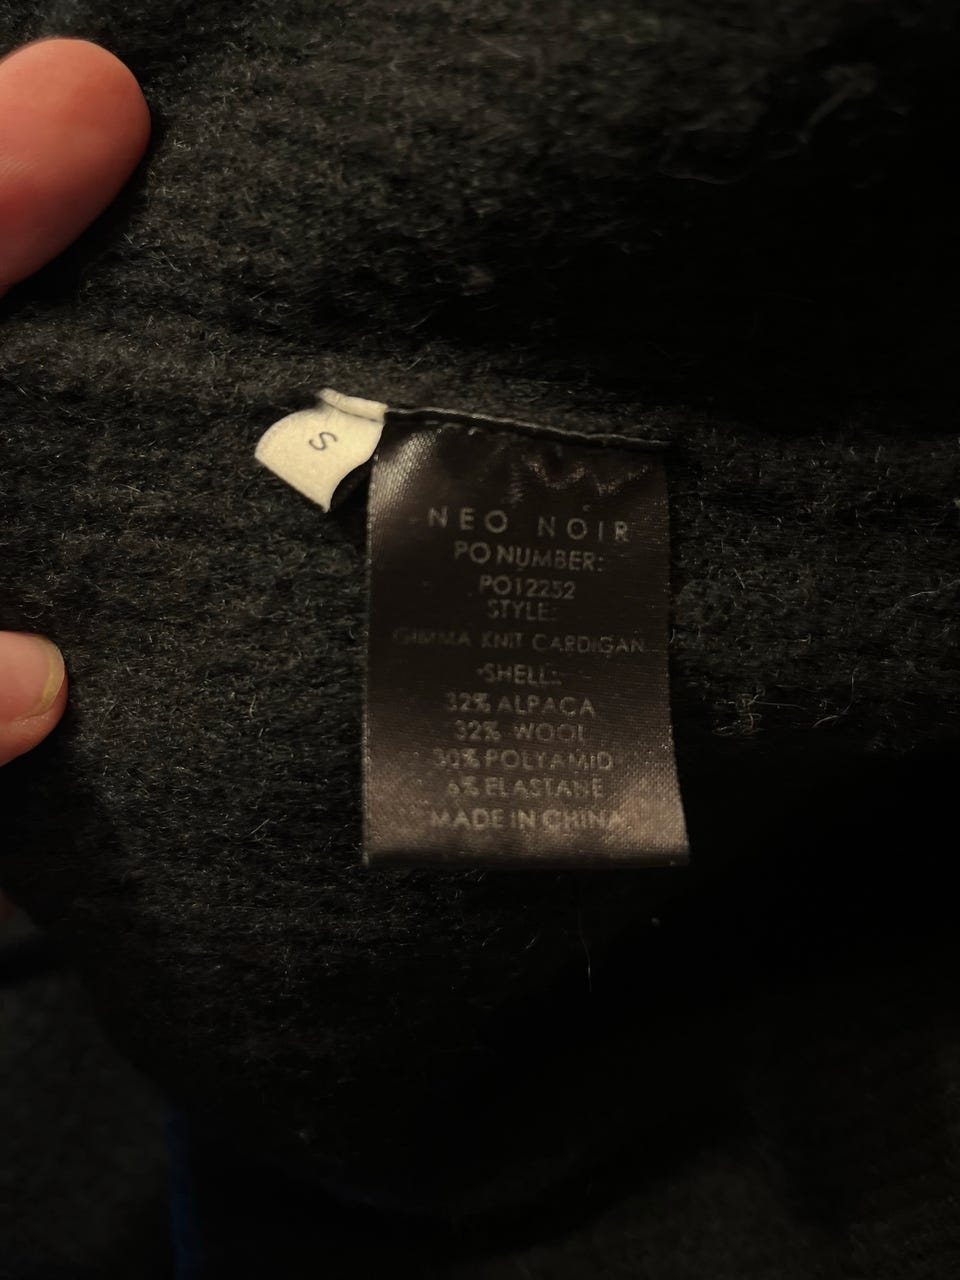 S
NEO NOIR
PO NUMBER:
PO12252
STYLE:
GIMMA KNIT CARDIGAN
-SHELL:
32% ALPACA
32% WOOL
30% POLYAMID
6% ELASTANE
MADE IN CHINA